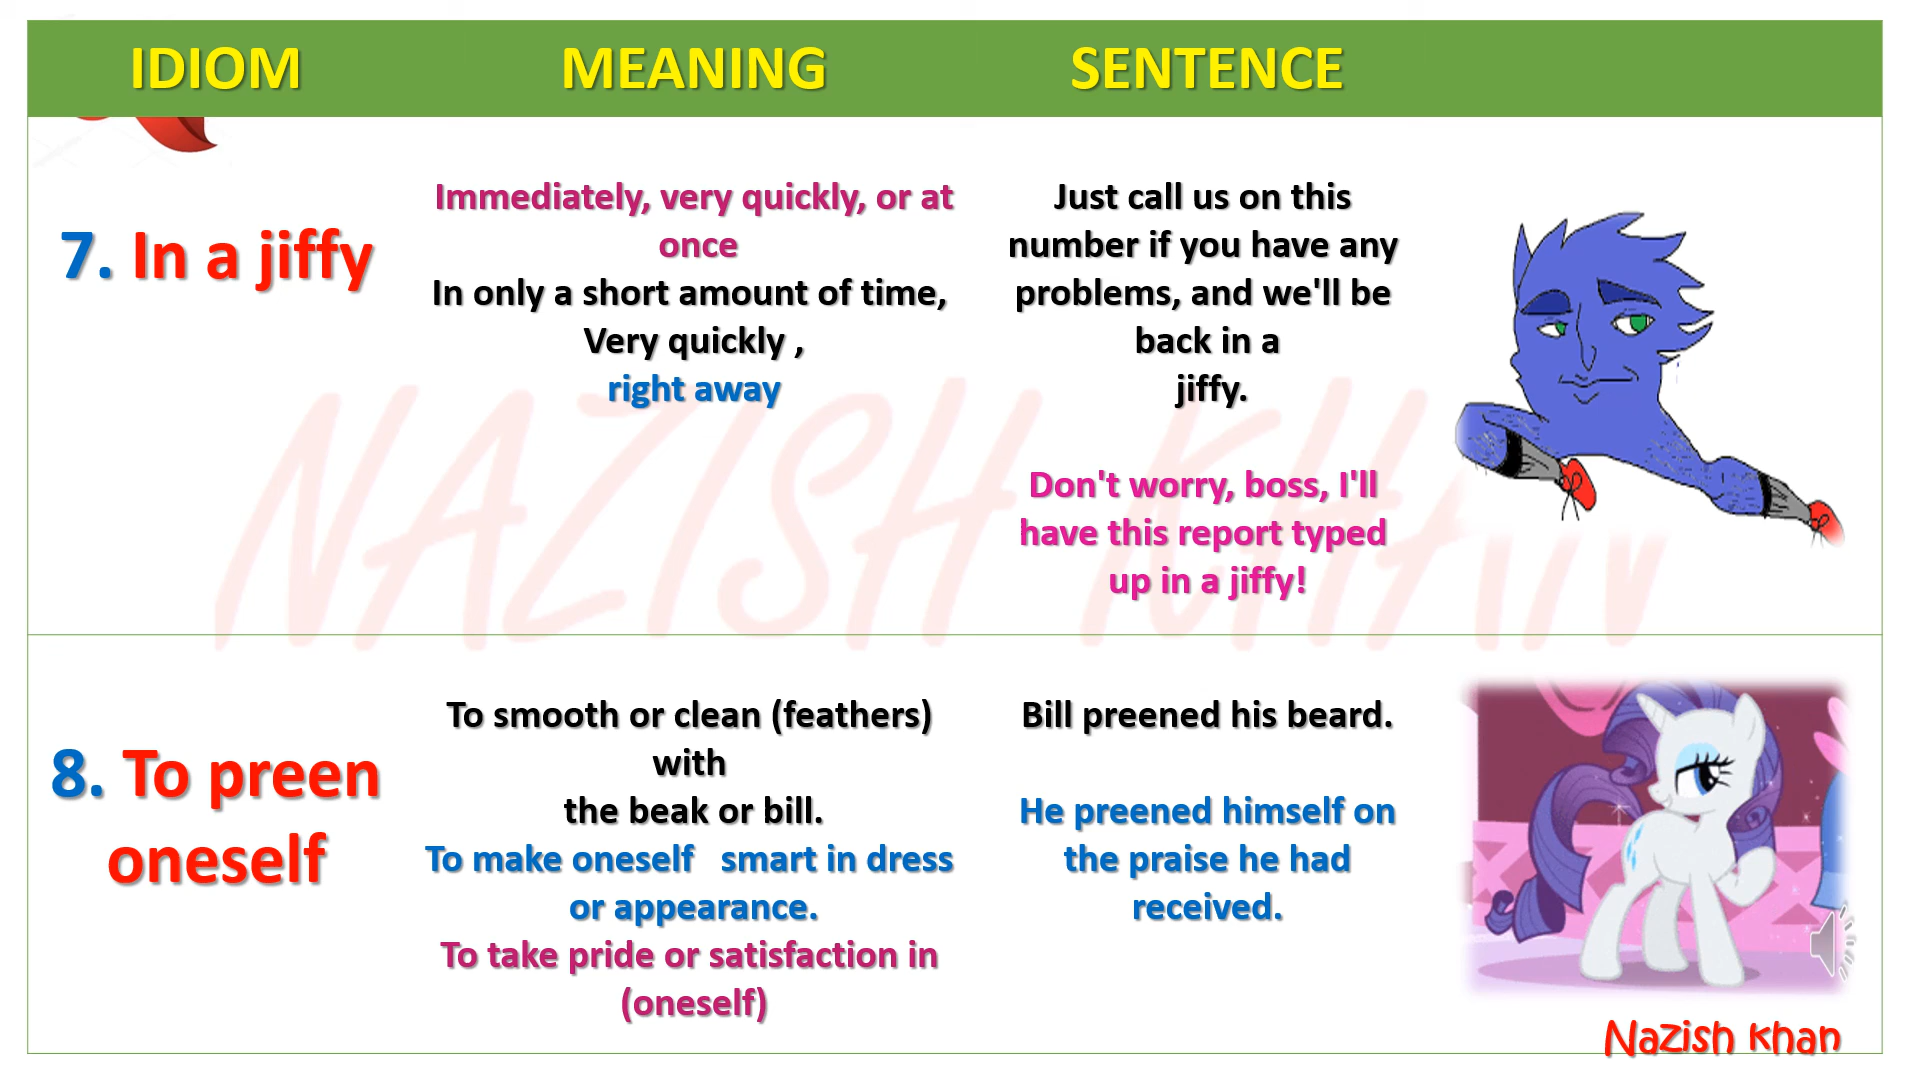 IDIOM MEANING SENTENCE
7. In a jiffy
Immediately, very quickly, or at
once
In only a short amount of time,
Very quickly ,
right away
Just call us on this
number if you have any
problems, and we'll be
back in a
jiffy.
Don't worry, boss, I'll
have this report typed
up in a jiffy!
8. To preen
oneself
To smooth or clean (feathers)
with
the beak or bill.
To make oneself   smart in dress
or appearance.
To take pride or satisfaction in
(oneself)
Bill preened his beard.
He preened himself on
the praise he had
received.
NAZISH KHAN
Nazish khan